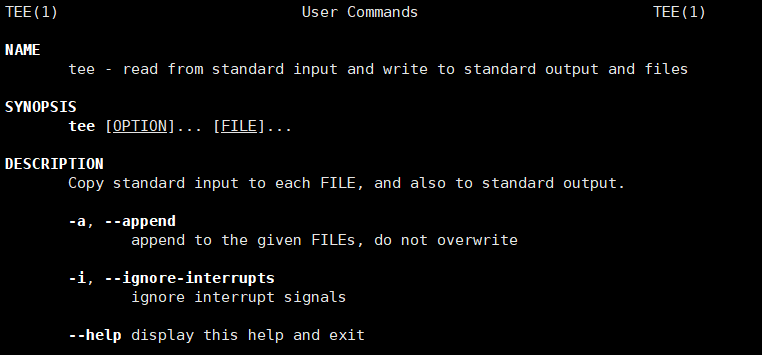 TEE(1) User Commands TEE(1)
NAME
tee - read from standard input and write to standard output and files
SYNOPSIS
tee [OPTION]... [FILE]...
DESCRIPTION
Copy standard input to each FILE, and also to standard output.
-a, --append
append to the given FILEs, do not overwrite
-i, --ignore-interrupts
ignore interrupt signals
--help display this help and exit